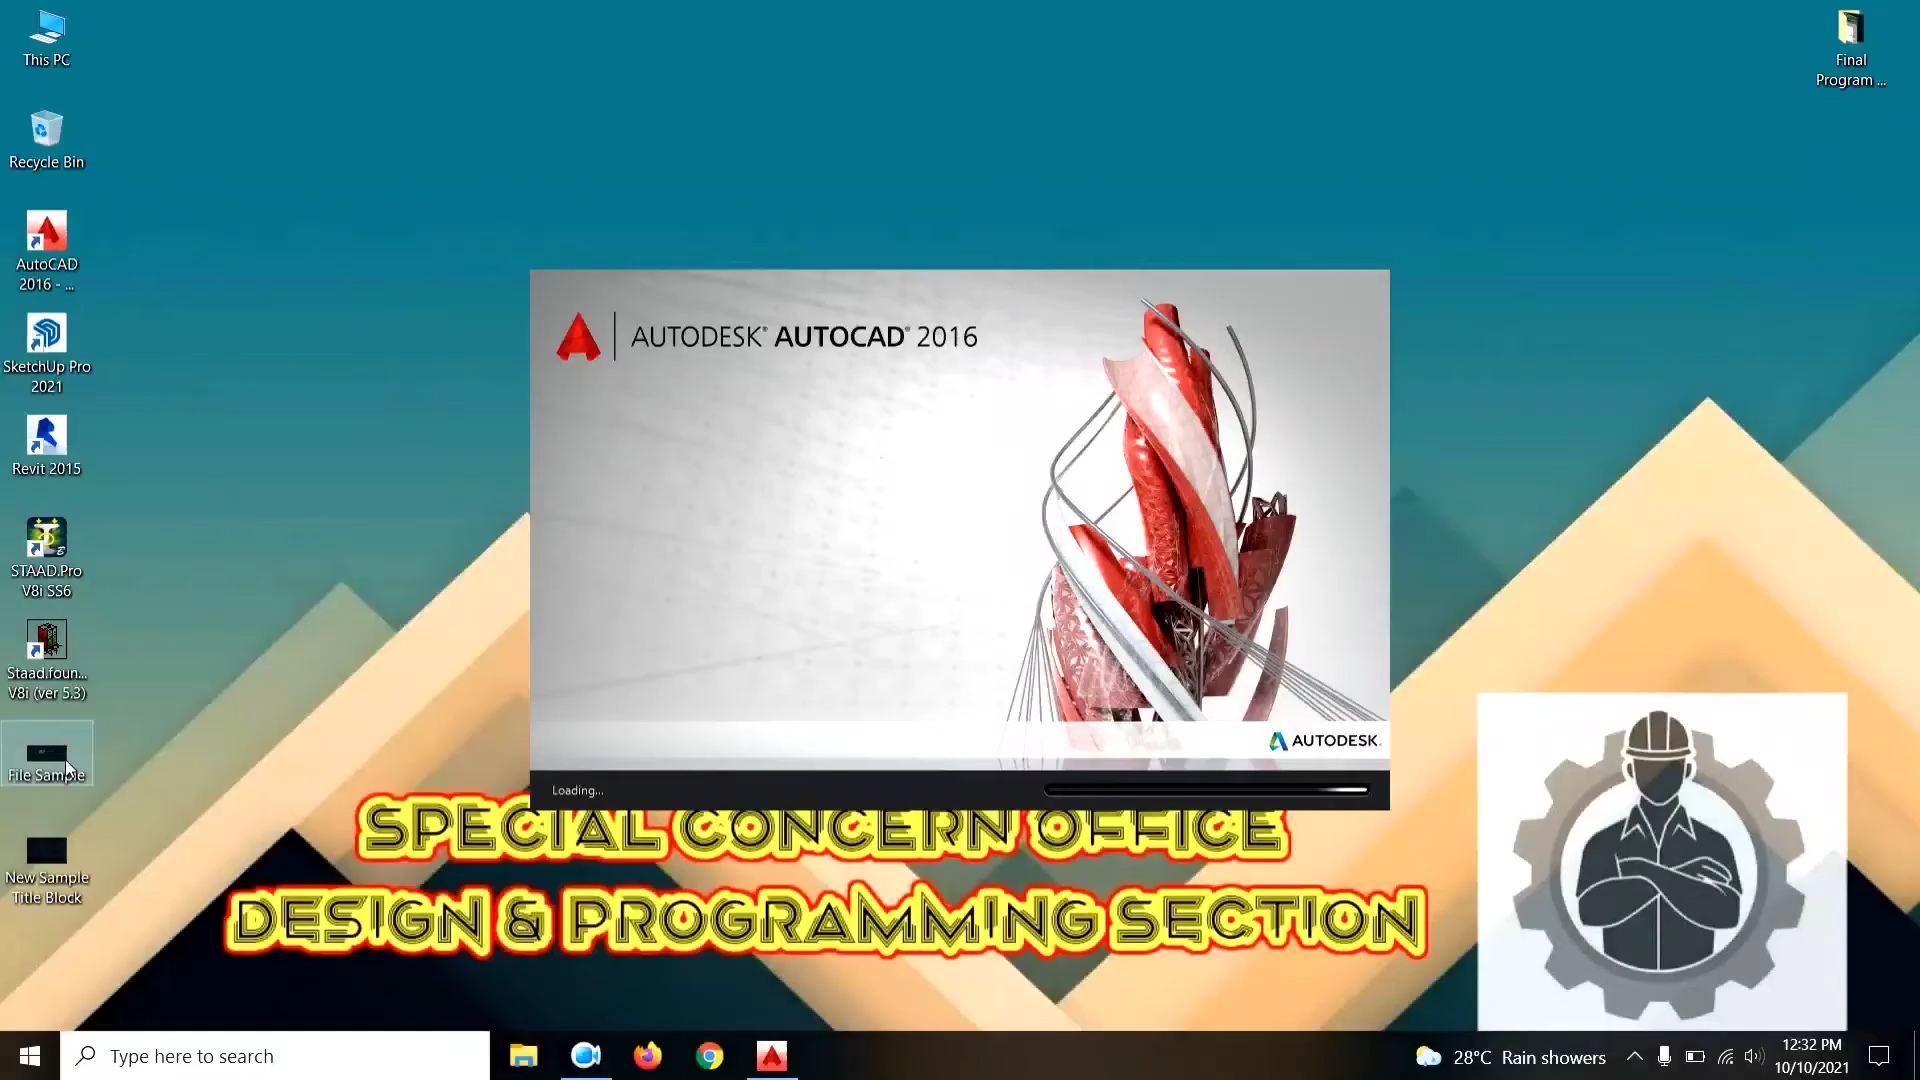 This PC
Recycle Bin
AutoCAD
2016 - ...
SketchUp Pro
2021
Revit 2015
STAAD.Pro
V8i SS6
Staad.foun...
V8i (ver 5.3)
File Sample
New Sample
Title Block
Final
Program ...
AUTODESK® AUTOCAD® 2016
AUTODESK.
Loading...
SPECIAL CONCERN OFFICE
DESIGN & PROGRAMMING SECTION
Type here to search
28°C Rain showers
12:32 PM
10/10/2021